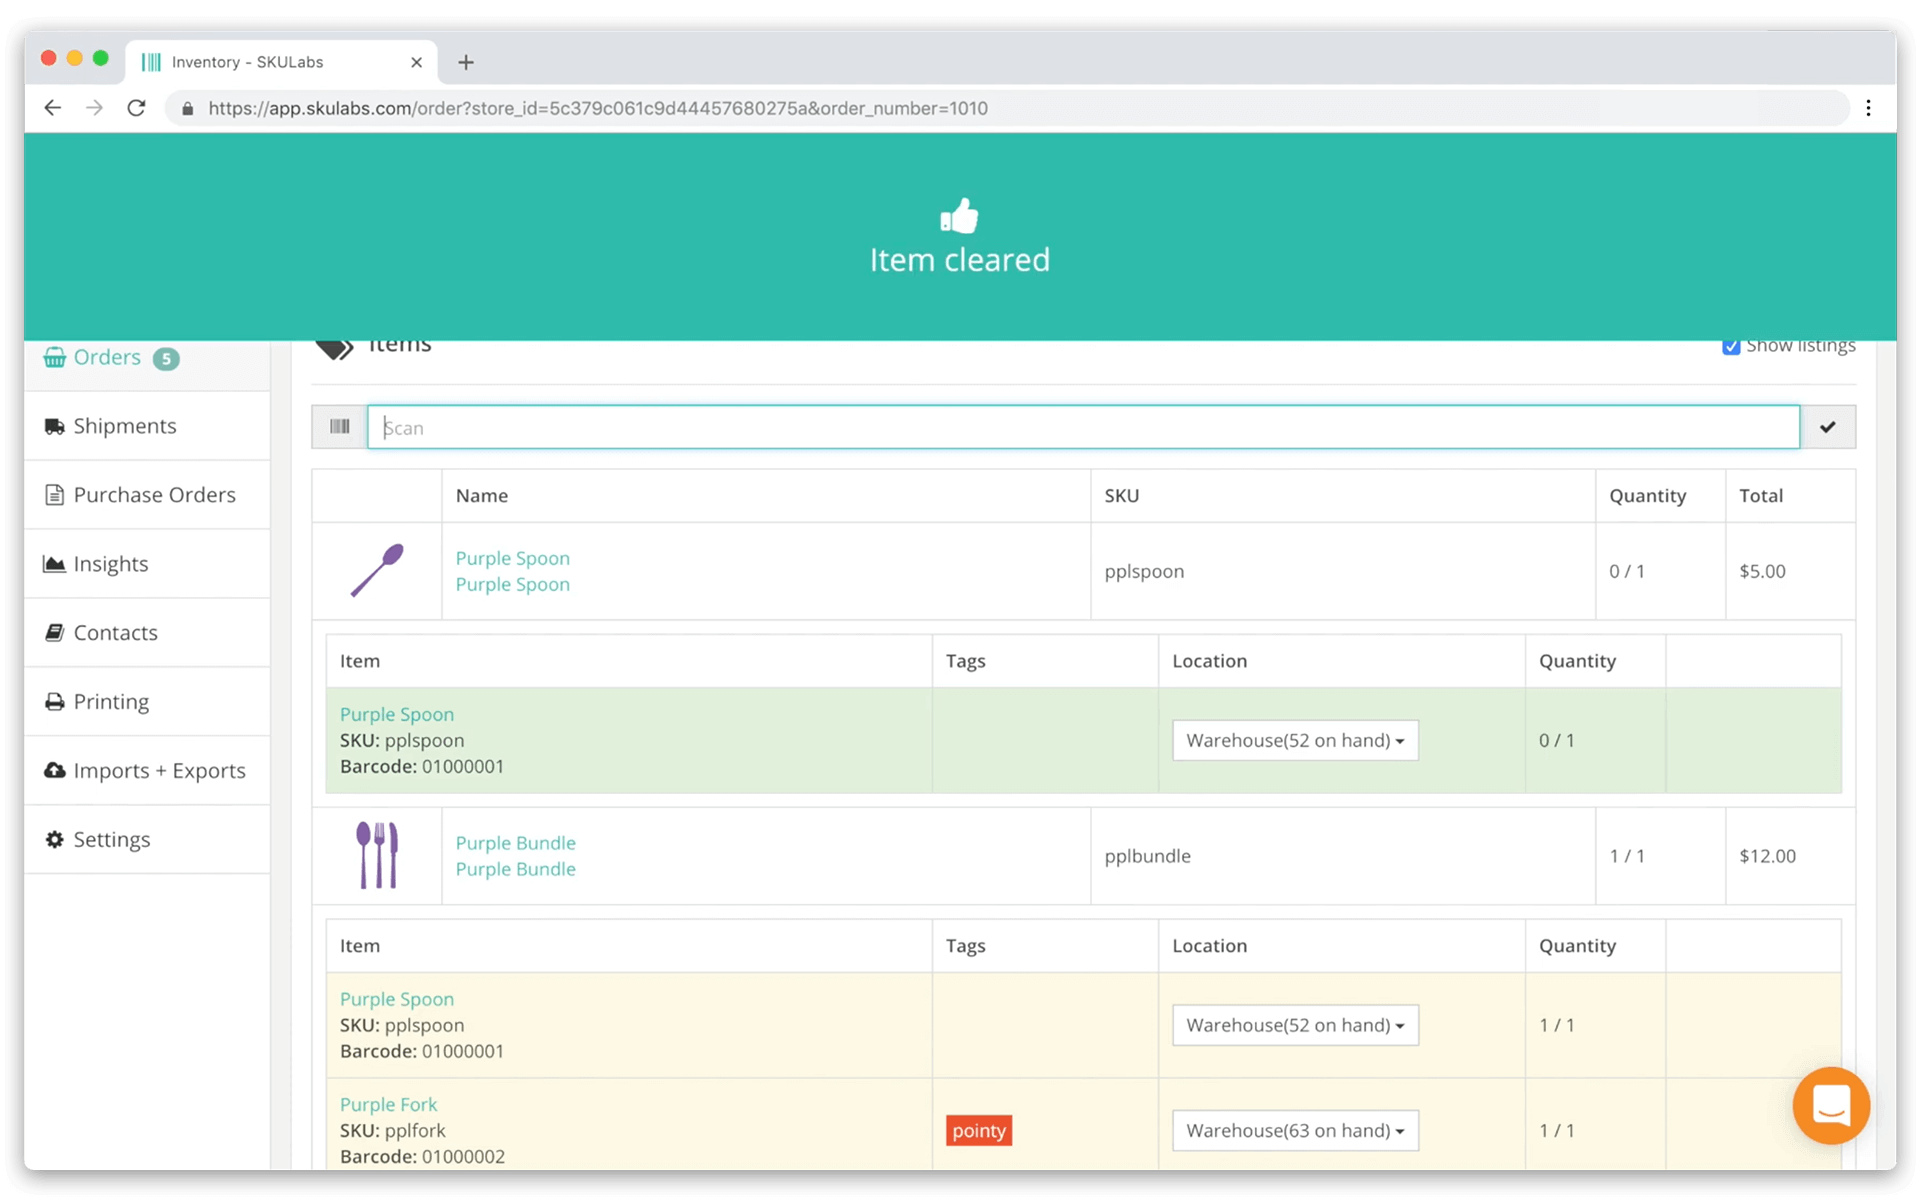 Inventory - SKULabs
https://app.skulabs.com/order?store_id=5c379c061c9d44457680275a&order_number=1010
Item cleared
Orders 5
Shipments
Purchase Orders
Insights
Contacts
Printing
Imports + Exports
Settings
Items
Show listings
Scan
Name SKU Quantity Total
Purple Spoon
Purple Spoon
pplspoon 0 / 1 $5.00
Item Tags Location Quantity
Purple Spoon
SKU: pplspoon
Barcode: 01000001
Warehouse(52 on hand) 0 / 1
Purple Bundle
Purple Bundle
pplbundle 1 / 1 $12.00
Item Tags Location Quantity
Purple Spoon
SKU: pplspoon
Barcode: 01000001
Warehouse(52 on hand) 1 / 1
Purple Fork
SKU: pplfork
Barcode: 01000002
pointy Warehouse(63 on hand) 1 / 1